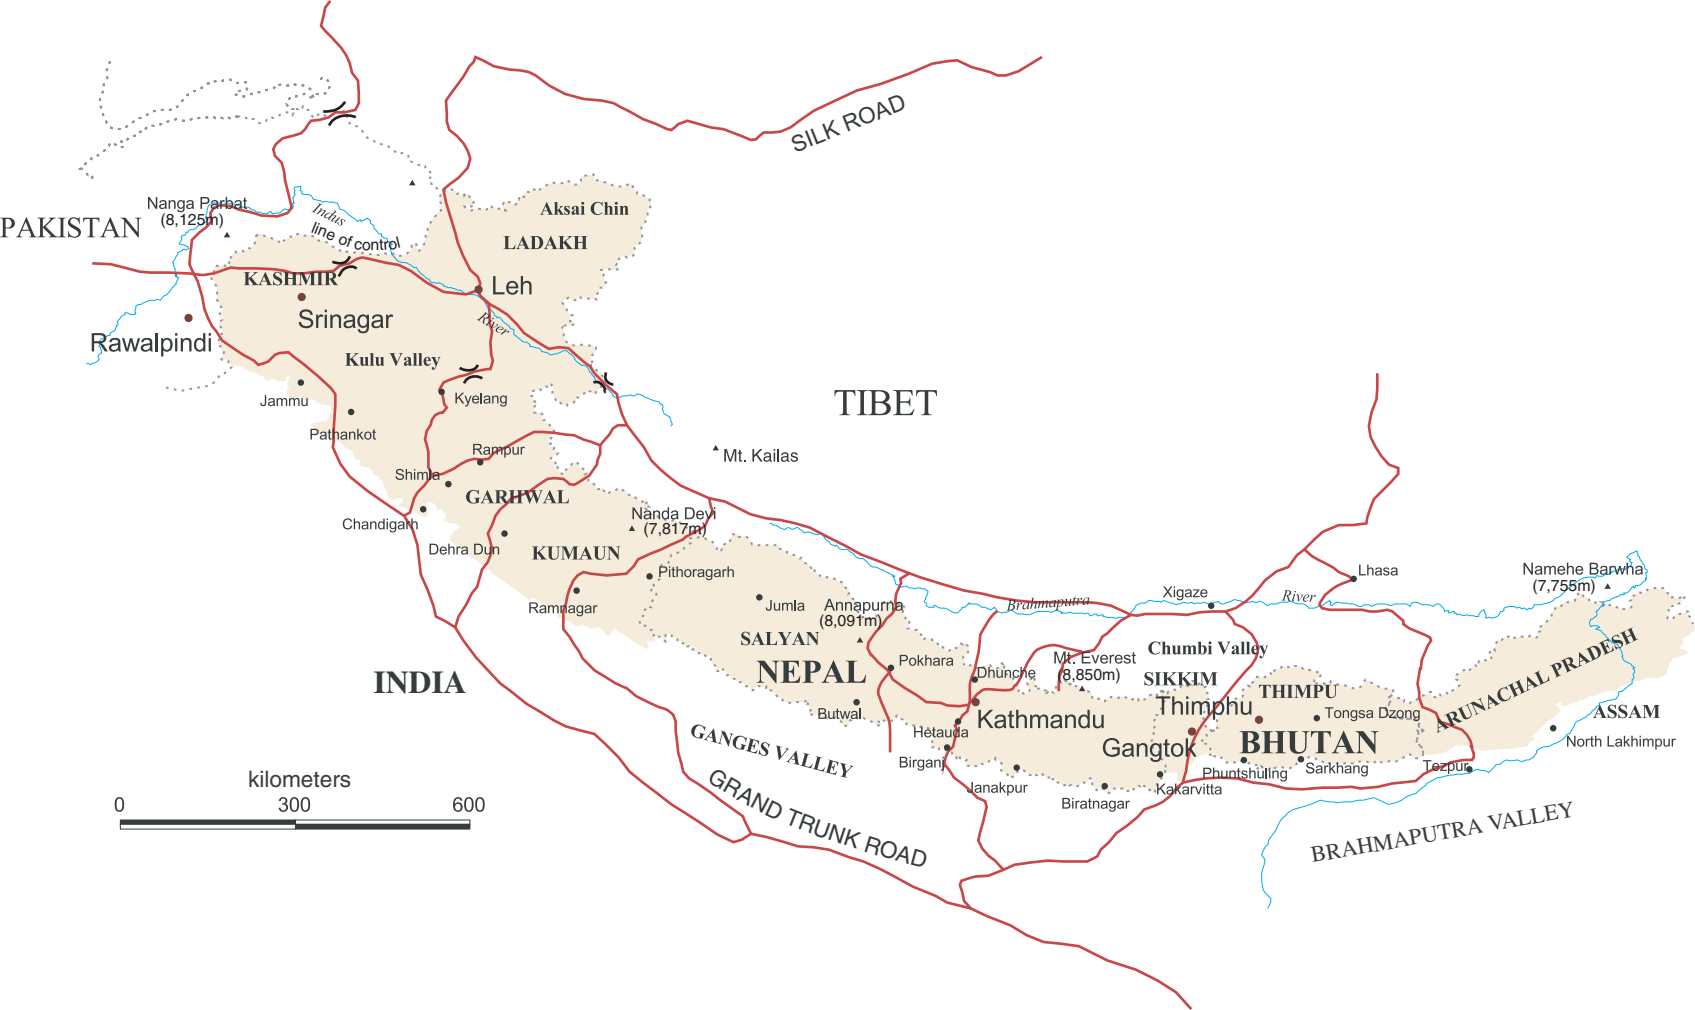 SILK ROAD
Nanga Parbat
(8,125m)
PAKISTAN
Indus
line of control
Aksai Chin
LADAKH
KASHMIR
Leh
Srinagar
River
Rawalpindi
Kulu Valley
Jammu
Kyelang
TIBET
Pathankot
Rampur
Mt. Kailas
Shimla
GARHWAL
Chandigarh
Nanda Devi
(7,817m)
Dehra Dun
KUMAUN
Pithoragarh
Ramnagar
Jumla
Annapurna
(8,091m)
Brahmaputra
Xigaze
River
Lhasa
Namehe Barwha
(7,755m)
SALYAN
NEPAL
Pokhara
Dhunche
Mt. Everest
(8,850m)
Chumbi Valley
SIKKIM
THIMPU
ARUNACHAL PRADESH
INDIA
Butwal
Kathmandu
Thimphu
Tongsa Dzong
ASSAM
Hetauda
Gangtok
BHUTAN
North Lakhimpur
GANGES VALLEY
Birganj
Janakpur
Biratnagar
Kakarvitta
Phuntshuling
Sarkhang
Tezpur
GRAND TRUNK ROAD
BRAHMAPUTRA VALLEY
kilometers
0 300 600